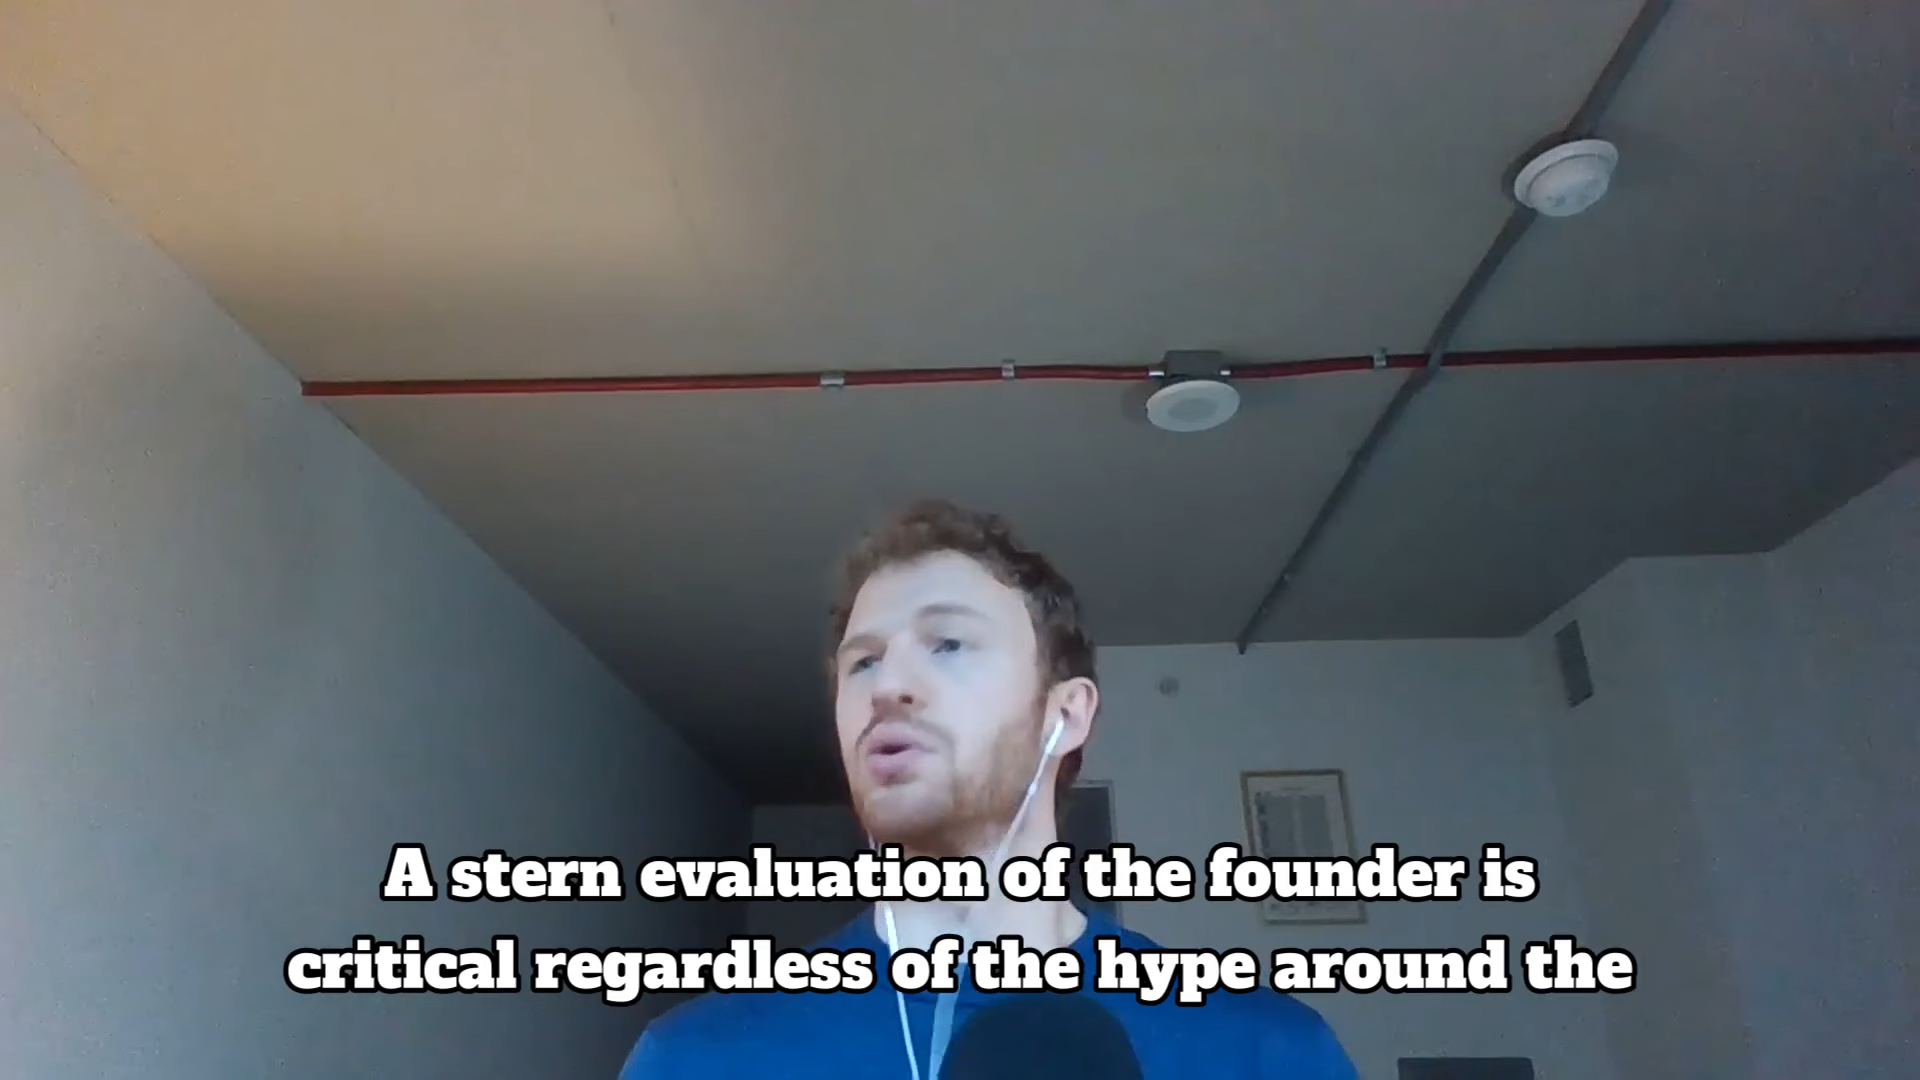 A stern evaluation of the founder is
critical regardless of the hype around the